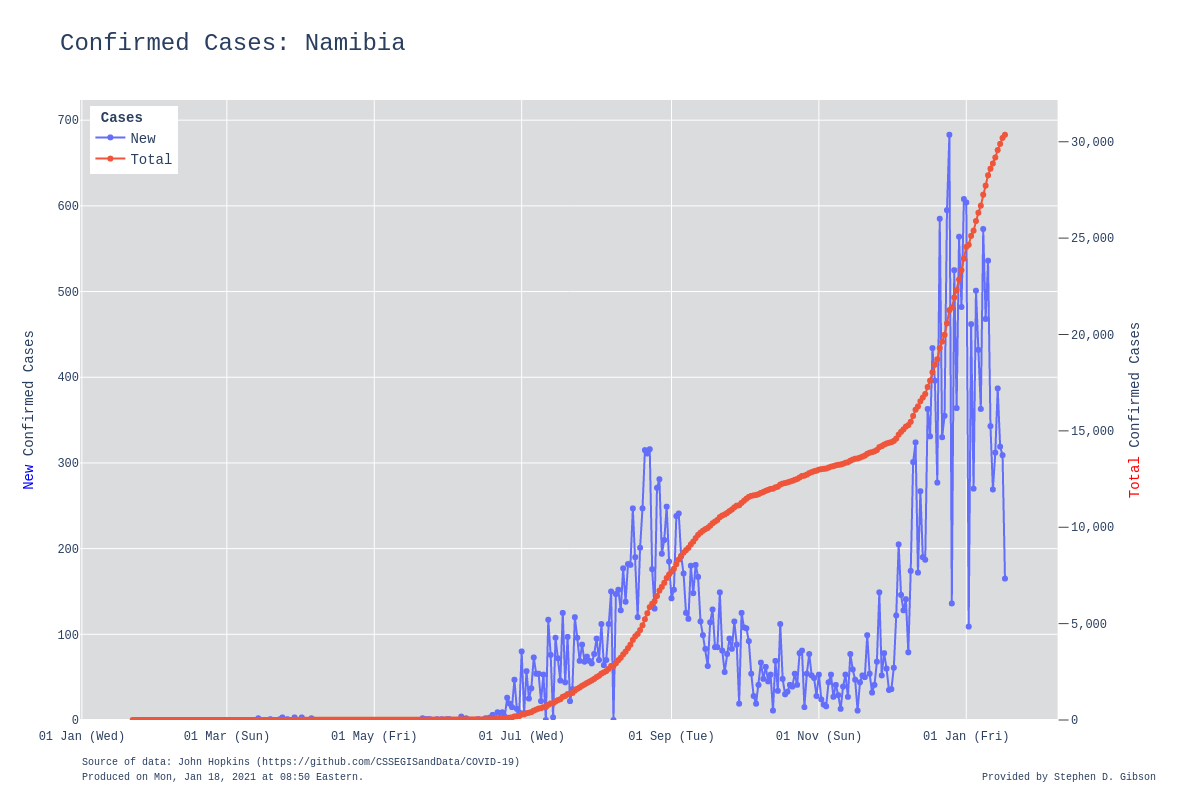 Confirmed Cases: Namibia
Cases
New
Total
700
600
500
400
300
200
100
0
New Confirmed Cases
30,000
25,000
20,000
15,000
10,000
5,000
0
Total Confirmed Cases
01 Jan (Wed) 01 Mar (Sun) 01 May (Fri) 01 Jul (Wed) 01 Sep (Tue) 01 Nov (Sun) 01 Jan (Fri)
Source of data: John Hopkins (https://github.com/CSSEGISandData/COVID-19)
Produced on Mon, Jan 18, 2021 at 08:50 Eastern.
Provided by Stephen D. Gibson